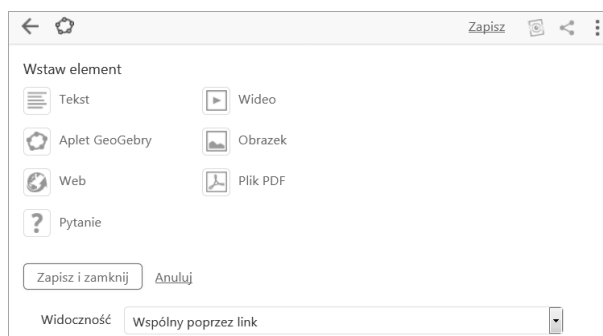 Zapisz
Wstaw element
Tekst Wideo
Aplet GeoGebry Obrazek
Web Plik PDF
Pytanie
Zapisz i zamknij Anuluj
Widoczność Wspólny poprzez link